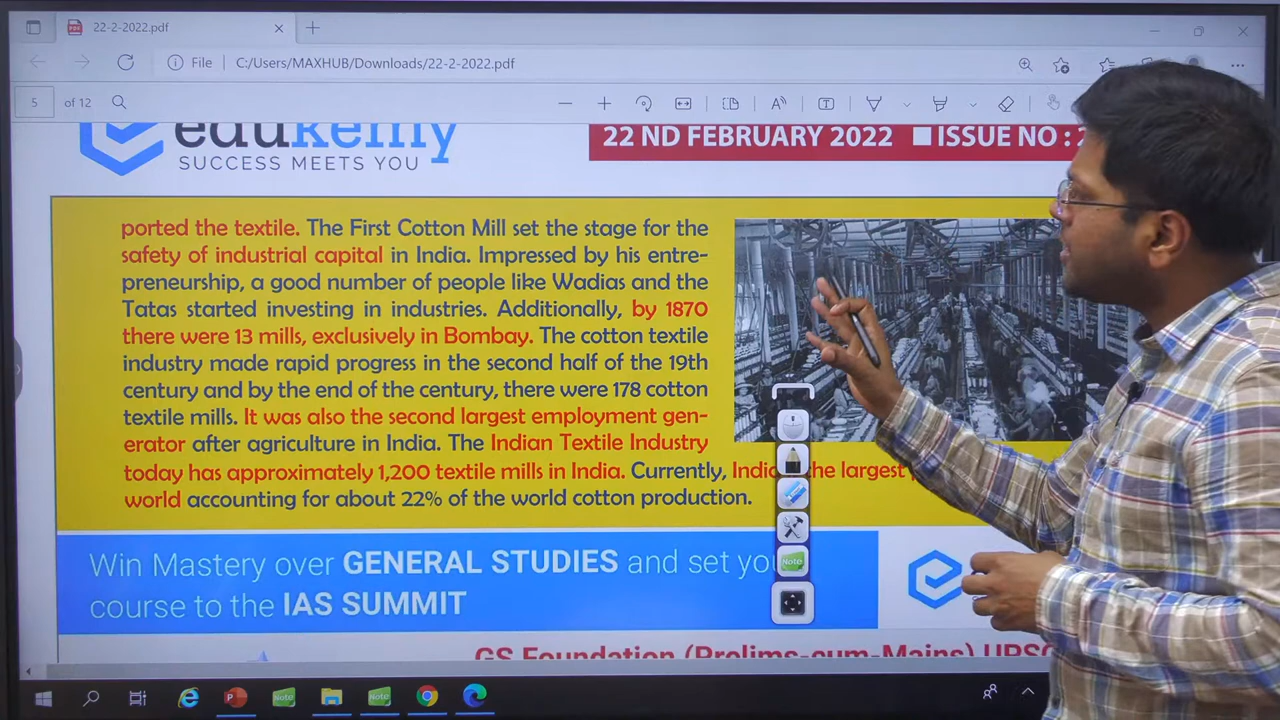 22-2-2022.pdf
File
C:/Users/MAXHUB/Downloads/22-2-2022.pdf
5 of 12
edukemy
SUCCESS MEETS YOU
22 ND FEBRUARY 2022 ISSUE NO :
ported the textile. The First Cotton Mill set the stage for the
safety of industrial capital in India. Impressed by his entre-
preneurship, a good number of people like Wadias and the
Tatas started investing in industries. Additionally, by 1870
there were 13 mills, exclusively in Bombay. The cotton textile
industry made rapid progress in the second half of the 19th
century and by the end of the century, there were 178 cotton
textile mills. It was also the second largest employment gen-
erator after agriculture in India. The Indian Textile Industry
today has approximately 1,200 textile mills in India. Currently, the largest
world accounting for about 22% of the world cotton production.
Win Mastery over GENERAL STUDIES and set
course to the IAS SUMMIT
Note
GS Foundation (Prelims-cum-Mains)
Note
Note